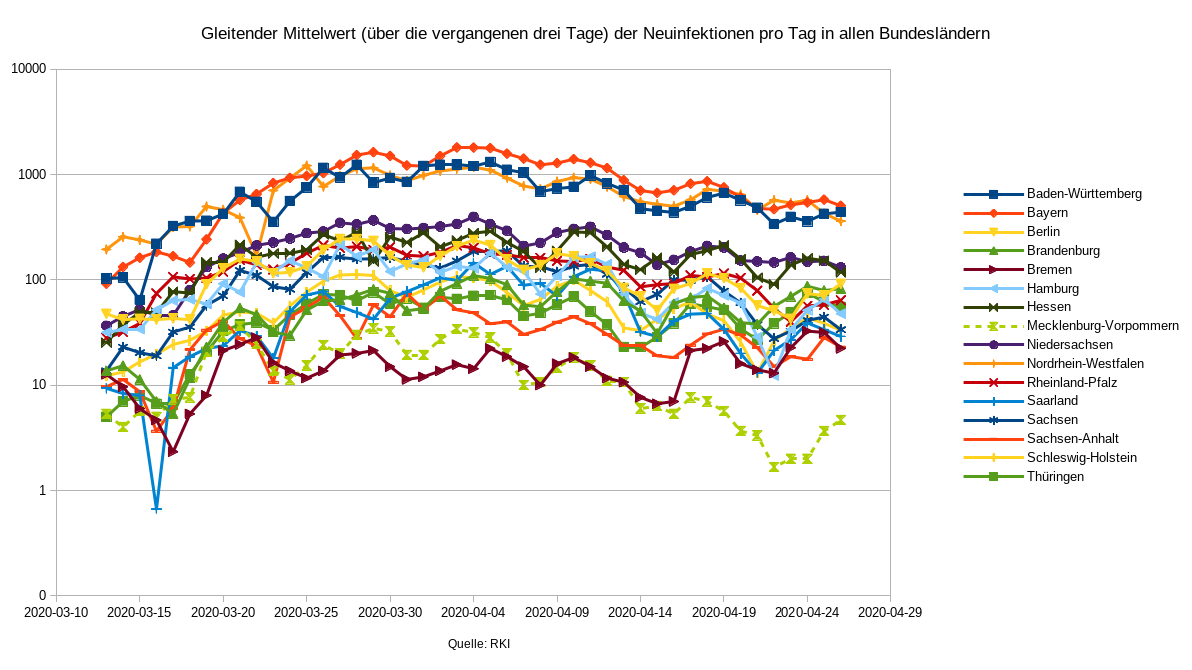 Gleitender Mittelwert (über die vergangenen drei Tage) der Neuinfektionen pro Tag in allen Bundesländern
10000
1000
100
10
1
0
2020-03-10
2020-03-15
2020-03-20
2020-03-25
2020-03-30
2020-04-04
2020-04-09
2020-04-14
2020-04-19
2020-04-24
2020-04-29
Quelle: RKI
Baden-Württemberg
Bayern
Berlin
Brandenburg
Bremen
Hamburg
Hessen
Mecklenburg-Vorpommern
Niedersachsen
Nordrhein-Westfalen
Rheinland-Pfalz
Saarland
Sachsen
Sachsen-Anhalt
Schleswig-Holstein
Thüringen